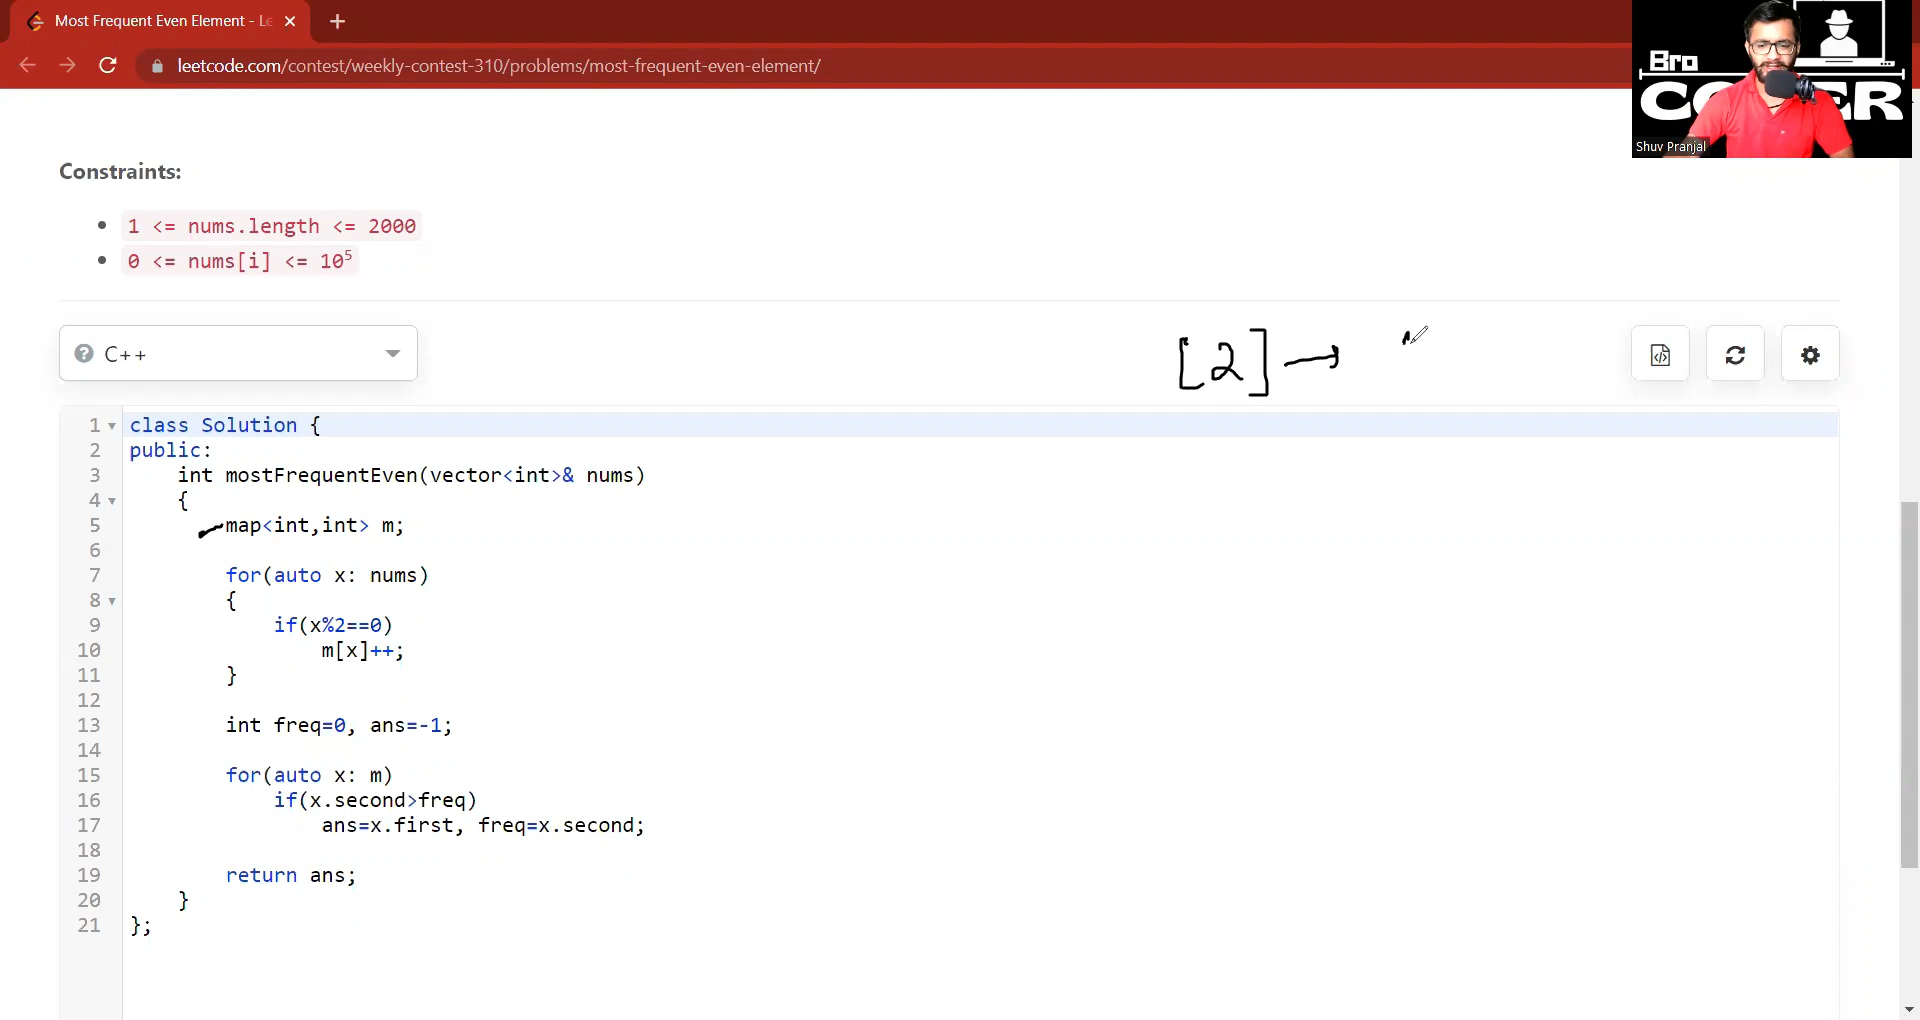 Most Frequent Even Element - Le
leetcode.com/contest/weekly-contest-310/problems/most-frequent-even-element/
Bro
CODER
Shuv Pranjal
Constraints:
1 <= nums.length <= 2000
0 <= nums[i] <= 10⁵
C++
[2] →
1 class Solution {
2 public:
3 int mostFrequentEven(vector<int>& nums)
4 {
5 map<int,int> m;
6
7 for(auto x: nums)
8 {
9 if(x%2==0)
10 m[x]++;
11 }
12
13 int freq=0, ans=-1;
14
15 for(auto x: m)
16 if(x.second>freq)
17 ans=x.first, freq=x.second;
18
19 return ans;
20 }
21 };